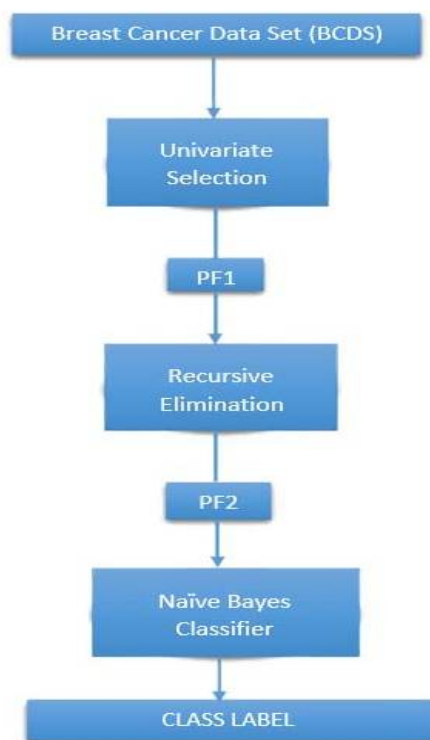 Breast Cancer Data Set (BCDS)
Univariate
Selection
PF1
Recursive
Elimination
PF2
Naïve Bayes
Classifier
CLASS LABEL